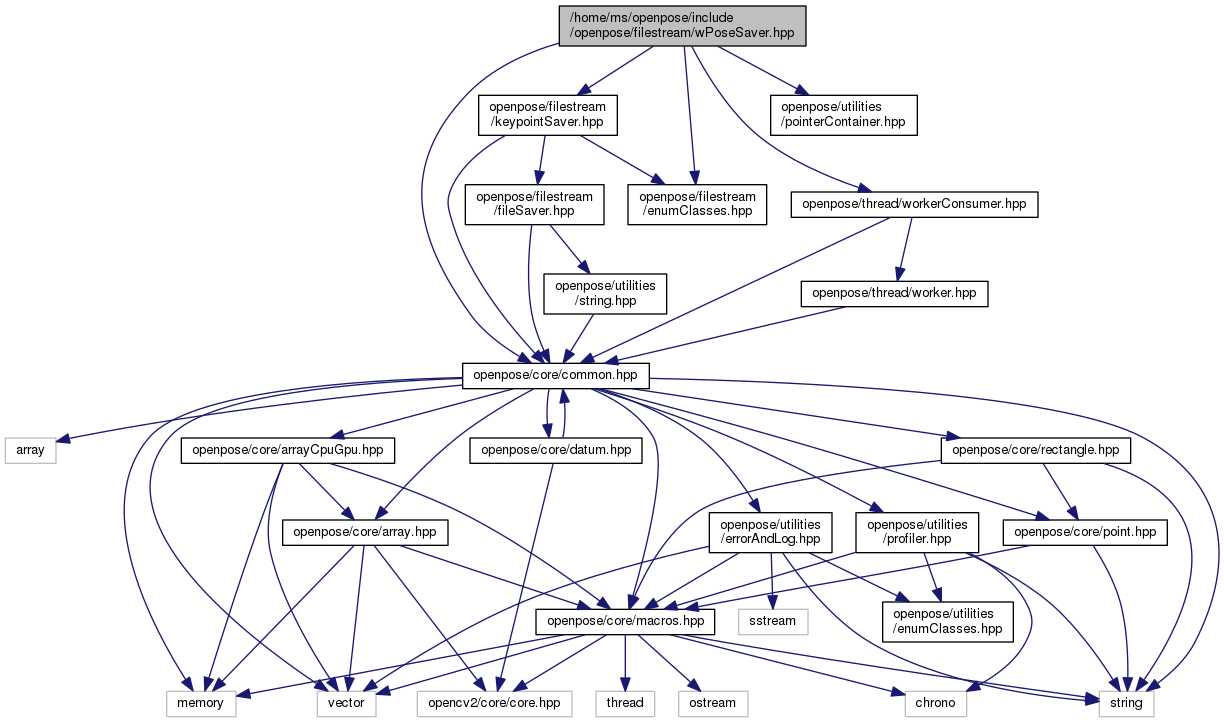 /home/ms/openpose/include
/openpose/filestream/wPoseSaver.hpp
openpose/filestream
/keypointSaver.hpp
openpose/utilities
/pointerContainer.hpp
openpose/filestream
/fileSaver.hpp
openpose/filestream
/enumClasses.hpp
openpose/thread/workerConsumer.hpp
openpose/utilities
/string.hpp
openpose/thread/worker.hpp
openpose/core/common.hpp
array
openpose/core/arrayCpuGpu.hpp
openpose/core/datum.hpp
openpose/core/rectangle.hpp
openpose/core/array.hpp
openpose/utilities
/errorAndLog.hpp
openpose/utilities
/profiler.hpp
openpose/core/point.hpp
openpose/core/macros.hpp
sstream
openpose/utilities
/enumClasses.hpp
memory
vector
opencv2/core/core.hpp
thread
ostream
chrono
string